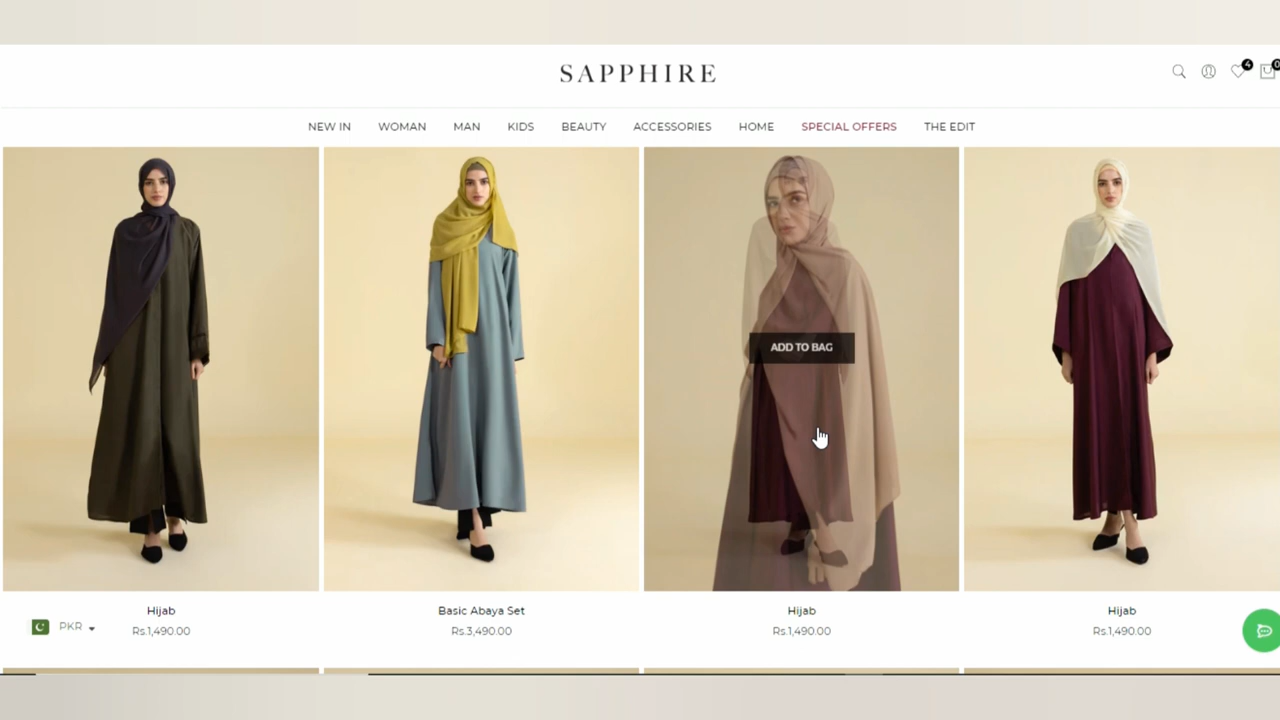 SAPPHIRE
4
0
NEW IN WOMAN MAN KIDS BEAUTY ACCESSORIES HOME SPECIAL OFFERS THE EDIT
ADD TO BAG
Hijab Basic Abaya Set Hijab Hijab
PKR Rs.1,490.00 Rs.3,490.00 Rs.1,490.00 Rs.1,490.00